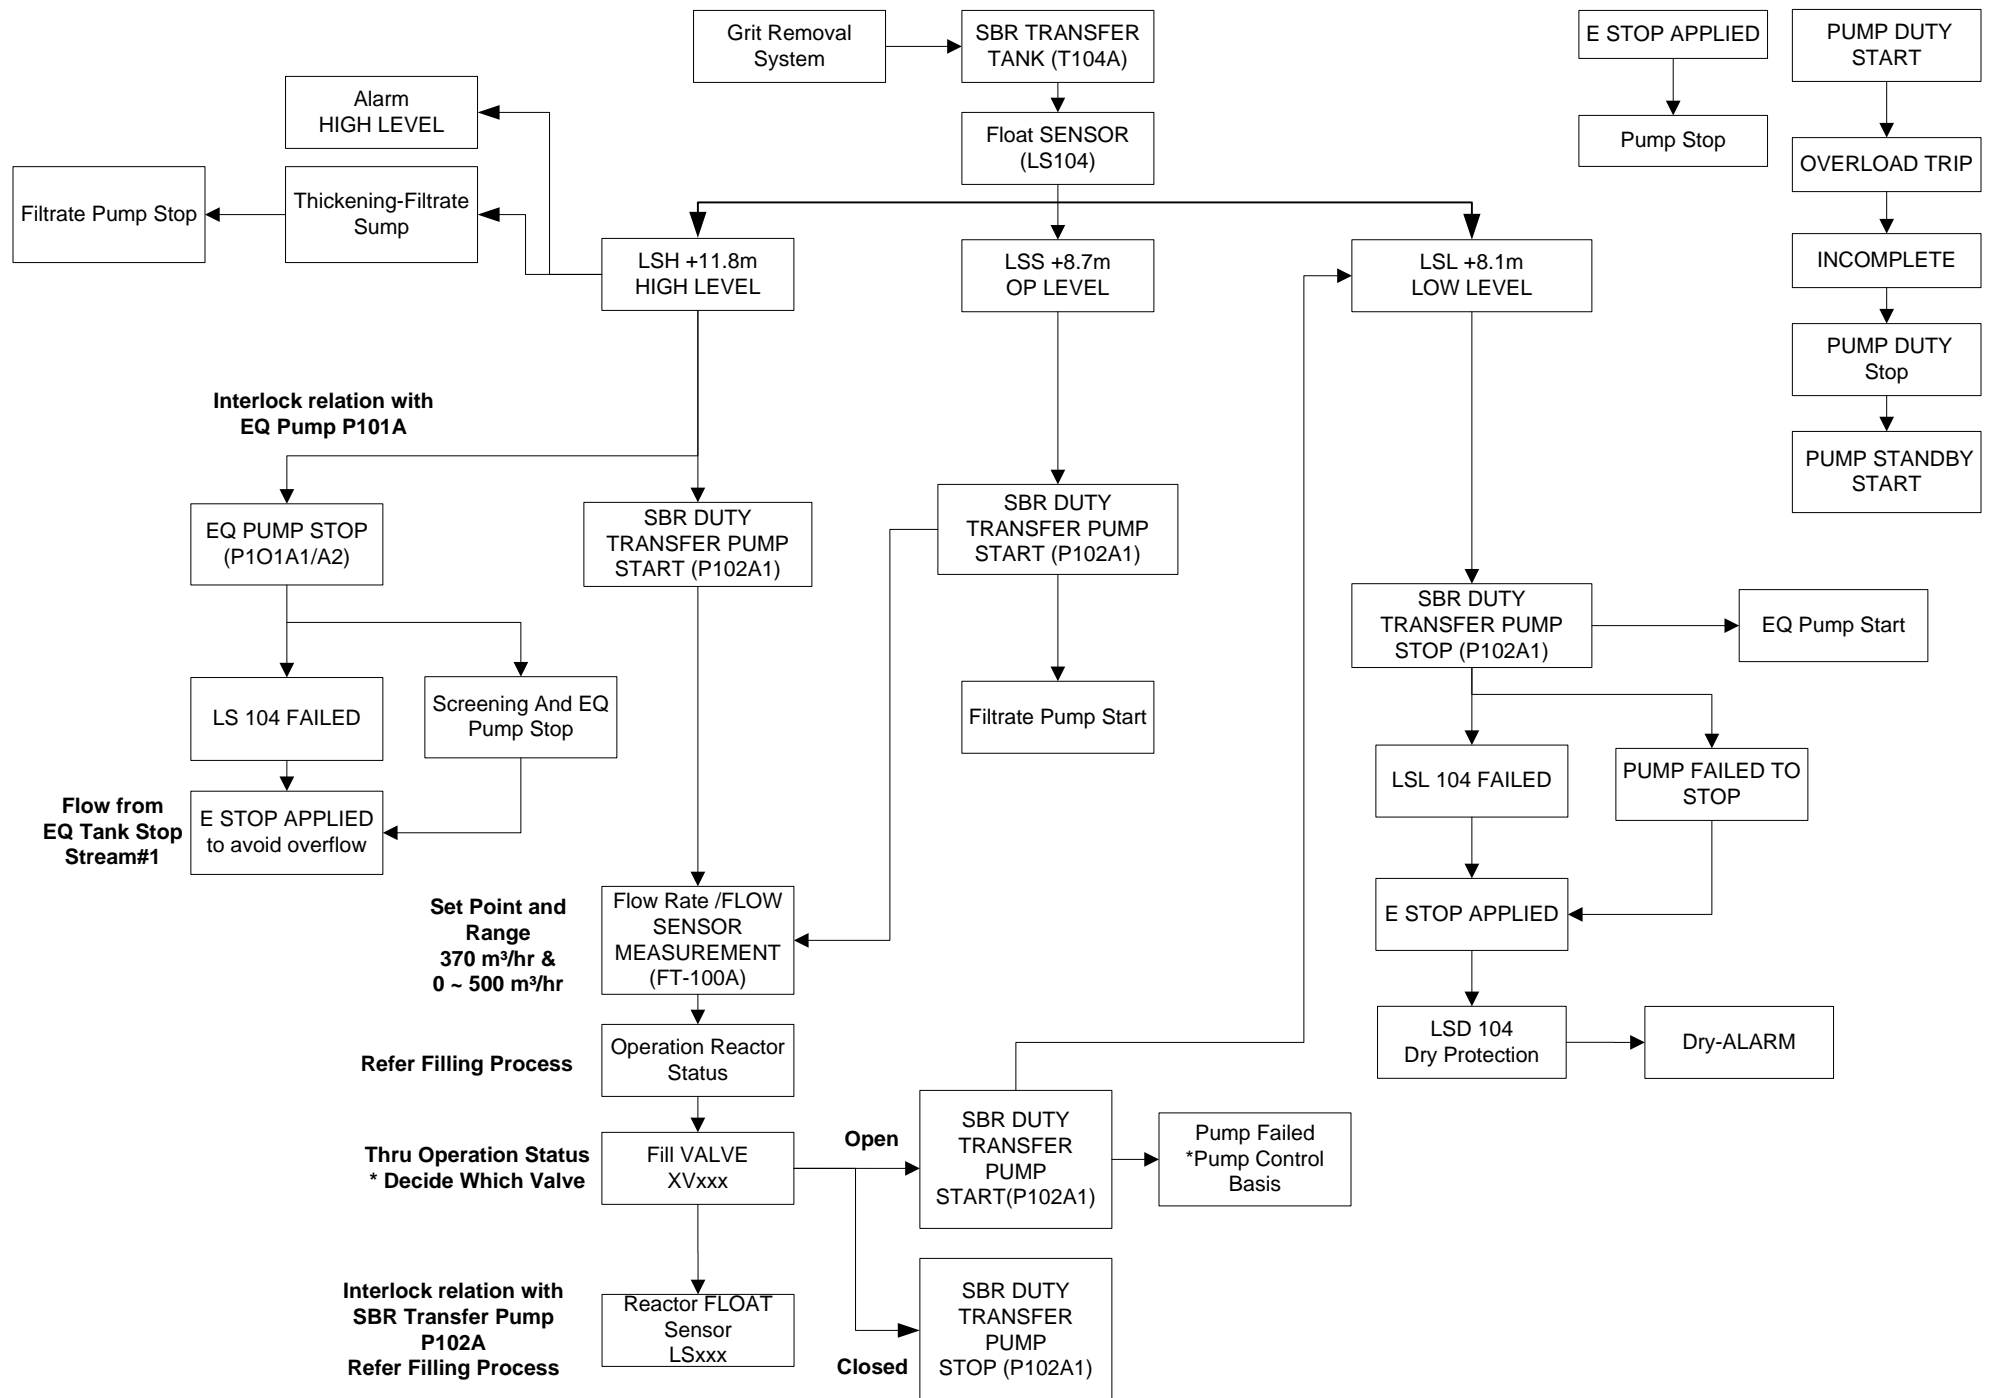 Grit Removal
System
SBR TRANSFER
TANK (T104A)
E STOP APPLIED
PUMP DUTY
START
Alarm
HIGH LEVEL
Float SENSOR
(LS104)
Pump Stop
OVERLOAD TRIP
Filtrate Pump Stop
Thickening-Filtrate
Sump
LSH +11.8m
HIGH LEVEL
LSS +8.7m
OP LEVEL
LSL +8.1m
LOW LEVEL
INCOMPLETE
PUMP DUTY
Stop
Interlock relation with
EQ Pump P101A
PUMP STANDBY
START
EQ PUMP STOP
(P1O1A1/A2)
SBR DUTY
TRANSFER PUMP
START (P102A1)
SBR DUTY
TRANSFER PUMP
START (P102A1)
SBR DUTY
TRANSFER PUMP
STOP (P102A1)
EQ Pump Start
LS 104 FAILED
Screening And EQ
Pump Stop
Filtrate Pump Start
LSL 104 FAILED
PUMP FAILED TO
STOP
Flow from
EQ Tank Stop
Stream#1
E STOP APPLIED
to avoid overflow
Set Point and
Range
370 m³/hr &
0 ~ 500 m³/hr
Flow Rate /FLOW
SENSOR
MEASUREMENT
(FT-100A)
E STOP APPLIED
Refer Filling Process
Operation Reactor
Status
LSD 104
Dry Protection
Dry-ALARM
Thru Operation Status
* Decide Which Valve
Fill VALVE
XVxxx
Open
SBR DUTY
TRANSFER
PUMP
START(P102A1)
Pump Failed
*Pump Control
Basis
Interlock relation with
SBR Transfer Pump
P102A
Refer Filling Process
Reactor FLOAT
Sensor
LSxxx
Closed
SBR DUTY
TRANSFER
PUMP
STOP (P102A1)